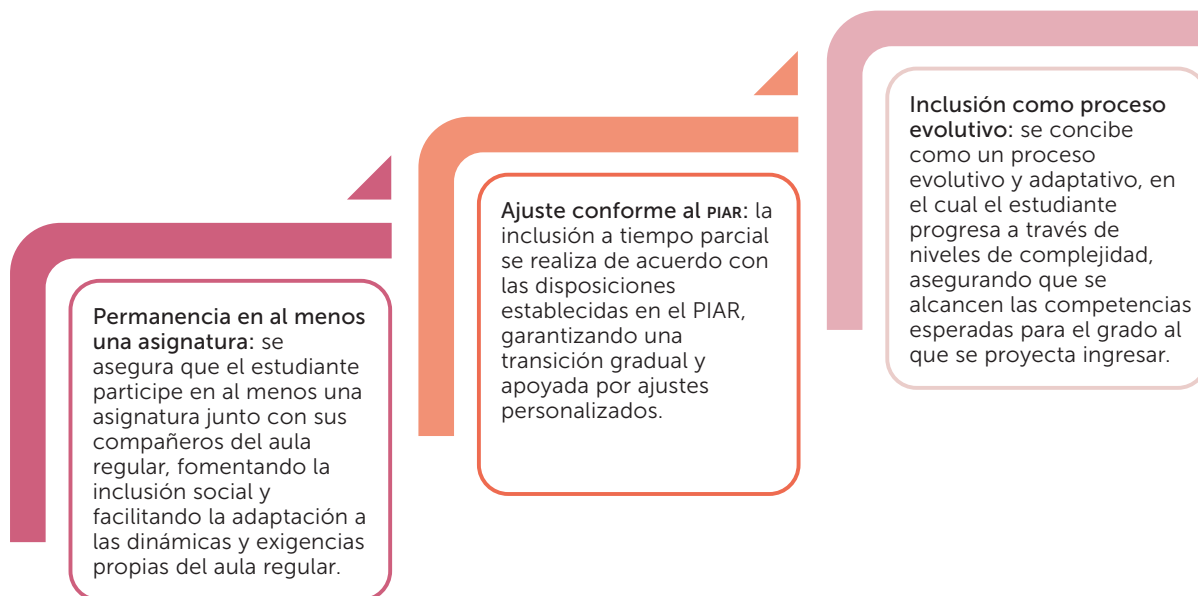 Permanencia en al menos
una asignatura: se
asegura que el estudiante
participe en al menos una
asignatura junto con sus
compañeros del aula
regular, fomentando la
inclusión social y
facilitando la adaptación a
las dinámicas y exigencias
propias del aula regular.
Ajuste conforme al PIAR: la
inclusión a tiempo parcial
se realiza de acuerdo con
las disposiciones
establecidas en el PIAR,
garantizando una
transición gradual y
apoyada por ajustes
personalizados.
Inclusión como proceso
evolutivo: se concibe
como un proceso
evolutivo y adaptativo, en
el cual el estudiante
progresa a través de
niveles de complejidad,
asegurando que se
alcancen las competencias
esperadas para el grado al
que se proyecta ingresar.